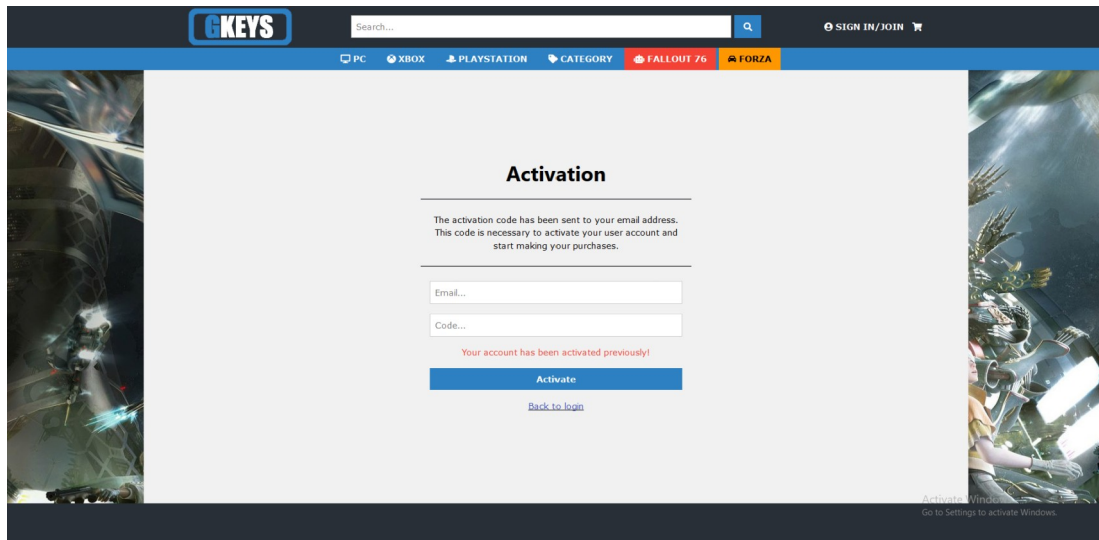 GKEYS
Search...
SIGN IN/JOIN
PC XBOX PLAYSTATION CATEGORY FALLOUT 76 FORZA
Activation
The activation code has been sent to your email address.
This code is necessary to activate your user account and
start making your purchases.
Email...
Code...
Your account has been activated previously!
Activate
Back to login
Activate Windows
Go to Settings to activate Windows.